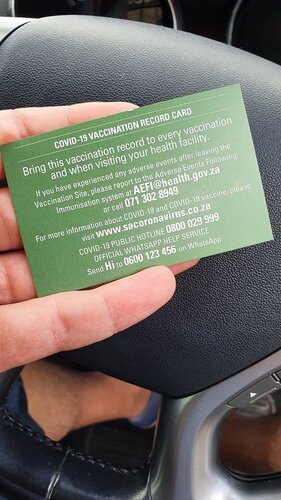 COVID-19 VACCINATION RECORD CARD
Bring this vaccination record to every vaccination
and when visiting your health facility.
If you have experienced any adverse events after leaving the
Vaccination Site, please report to the Adverse Events Following
Immunisation system at AEFI@health.gov.za
or call 071 302 8949
For more information about COVID-19 and COVID-19 vaccine, please
visit www.sacoronavirus.co.za
COVID-19 PUBLIC HOTLINE 0800 029 999
OFFICIAL WHATSAPP HELP SERVICE
Send Hi to 0600 123 456 on WhatsApp